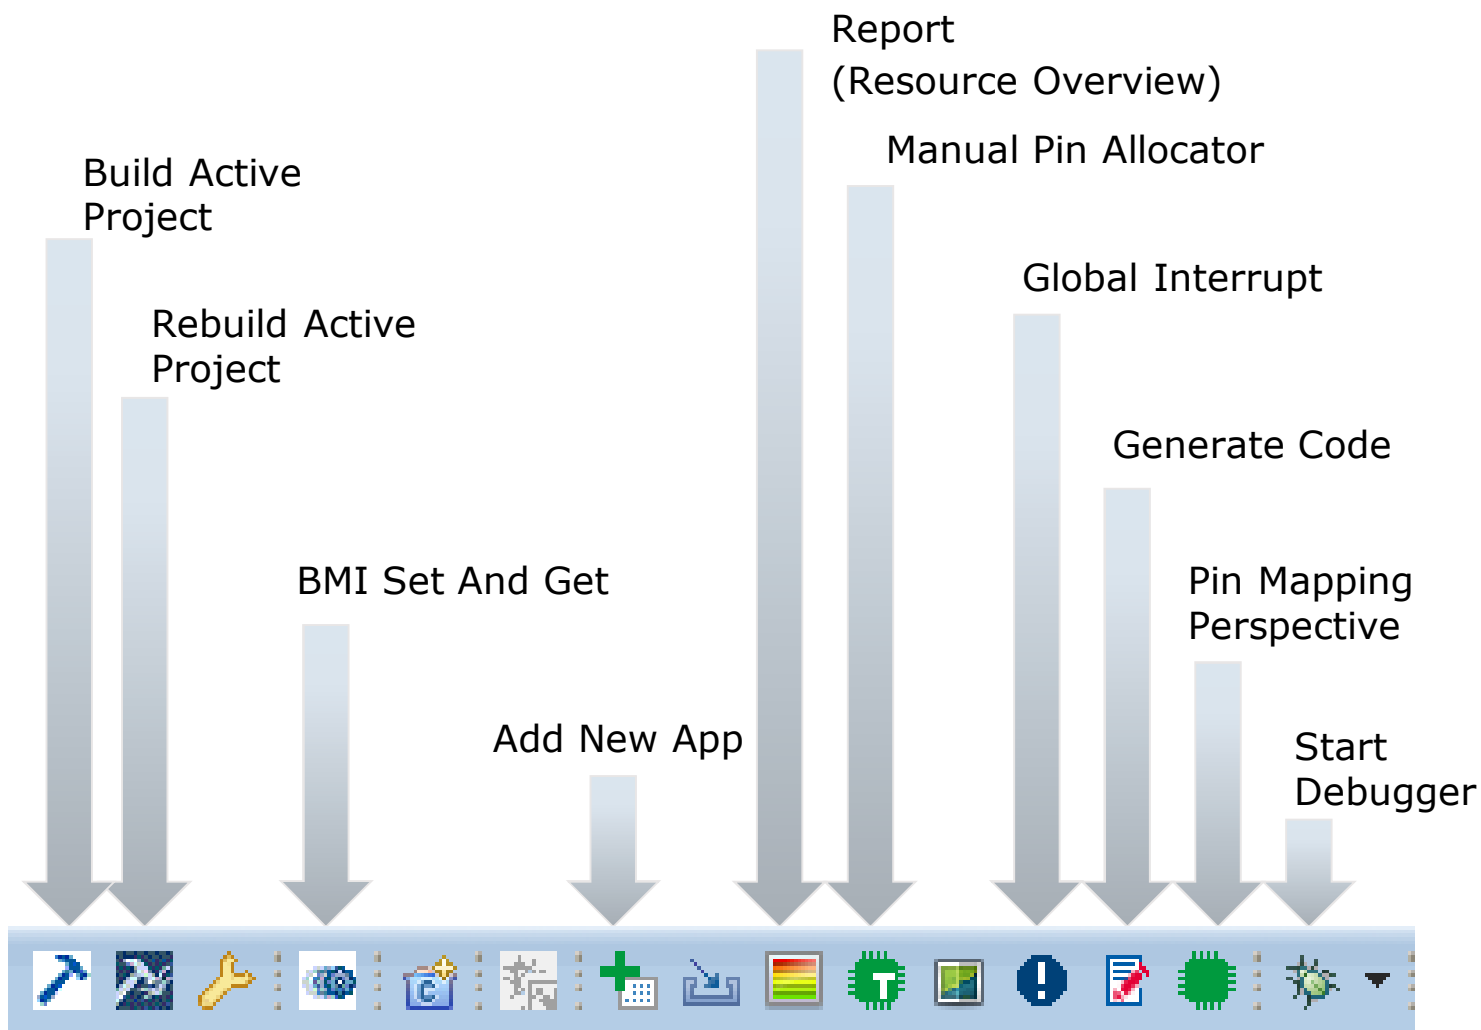 Report
(Resource Overview)
Manual Pin Allocator
Build Active
Project
Global Interrupt
Rebuild Active
Project
Generate Code
BMI Set And Get
Pin Mapping
Perspective
Add New App
Start
Debugger
C
T